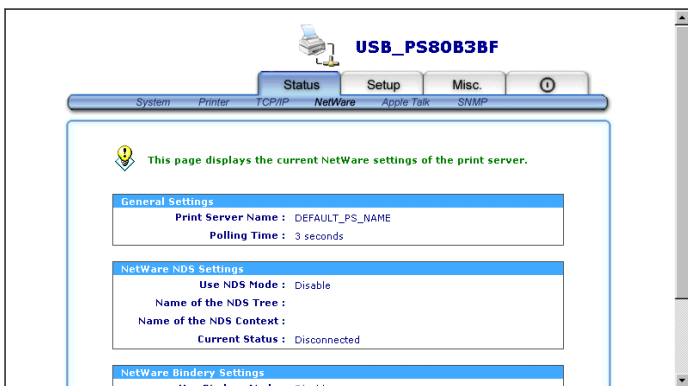 USB_PS80B3BF
Status Setup Misc.
System Printer TCP/IP NetWare Apple Talk SNMP
This page displays the current NetWare settings of the print server.
General Settings
Print Server Name : DEFAULT_PS_NAME
Polling Time : 3 seconds
NetWare NDS Settings
Use NDS Mode : Disable
Name of the NDS Tree :
Name of the NDS Context :
Current Status : Disconnected
NetWare Bindery Settings